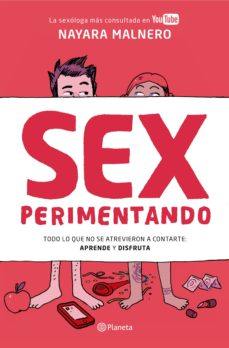 La sexóloga más consultada en YouTube
NAYARA MALNERO
SEX
PERIMENTANDO
TODO LO QUE NO SE ATREVIERON A CONTARTE:
APRENDE Y DISFRUTA
Planeta